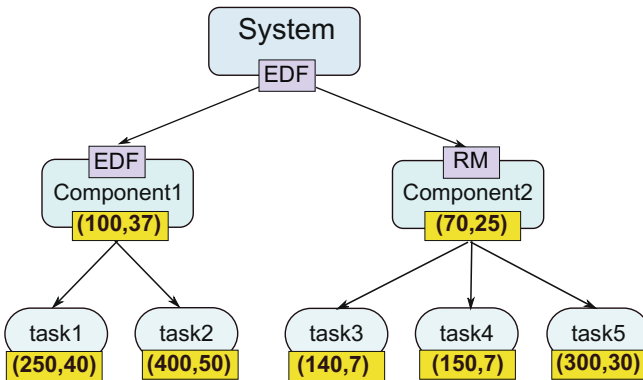 System
EDF
EDF
RM
Component1
Component2
(100,37)
(70,25)
task1
task2
task3
task4
task5
(250,40)
(400,50)
(140,7)
(150,7)
(300,30)